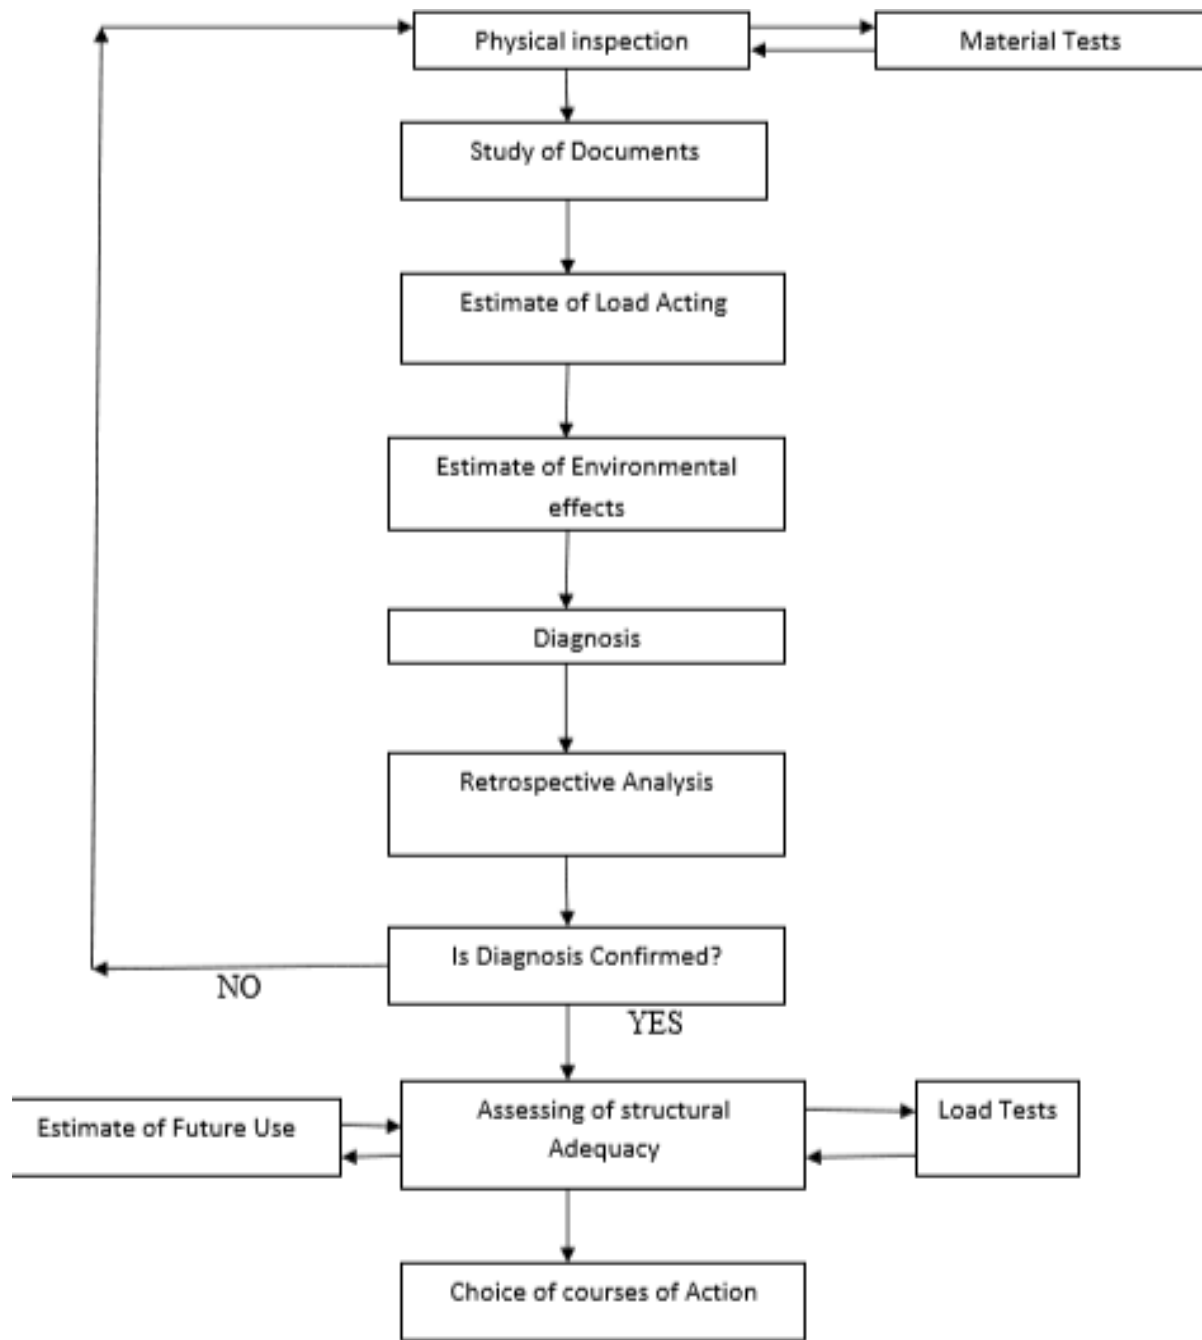 Physical inspection
Material Tests
Study of Documents
Estimate of Load Acting
Estimate of Environmental
effects
Diagnosis
Retrospective Analysis
Is Diagnosis Confirmed?
NO
YES
Estimate of Future Use
Assessing of structural
Adequacy
Load Tests
Choice of courses of Action